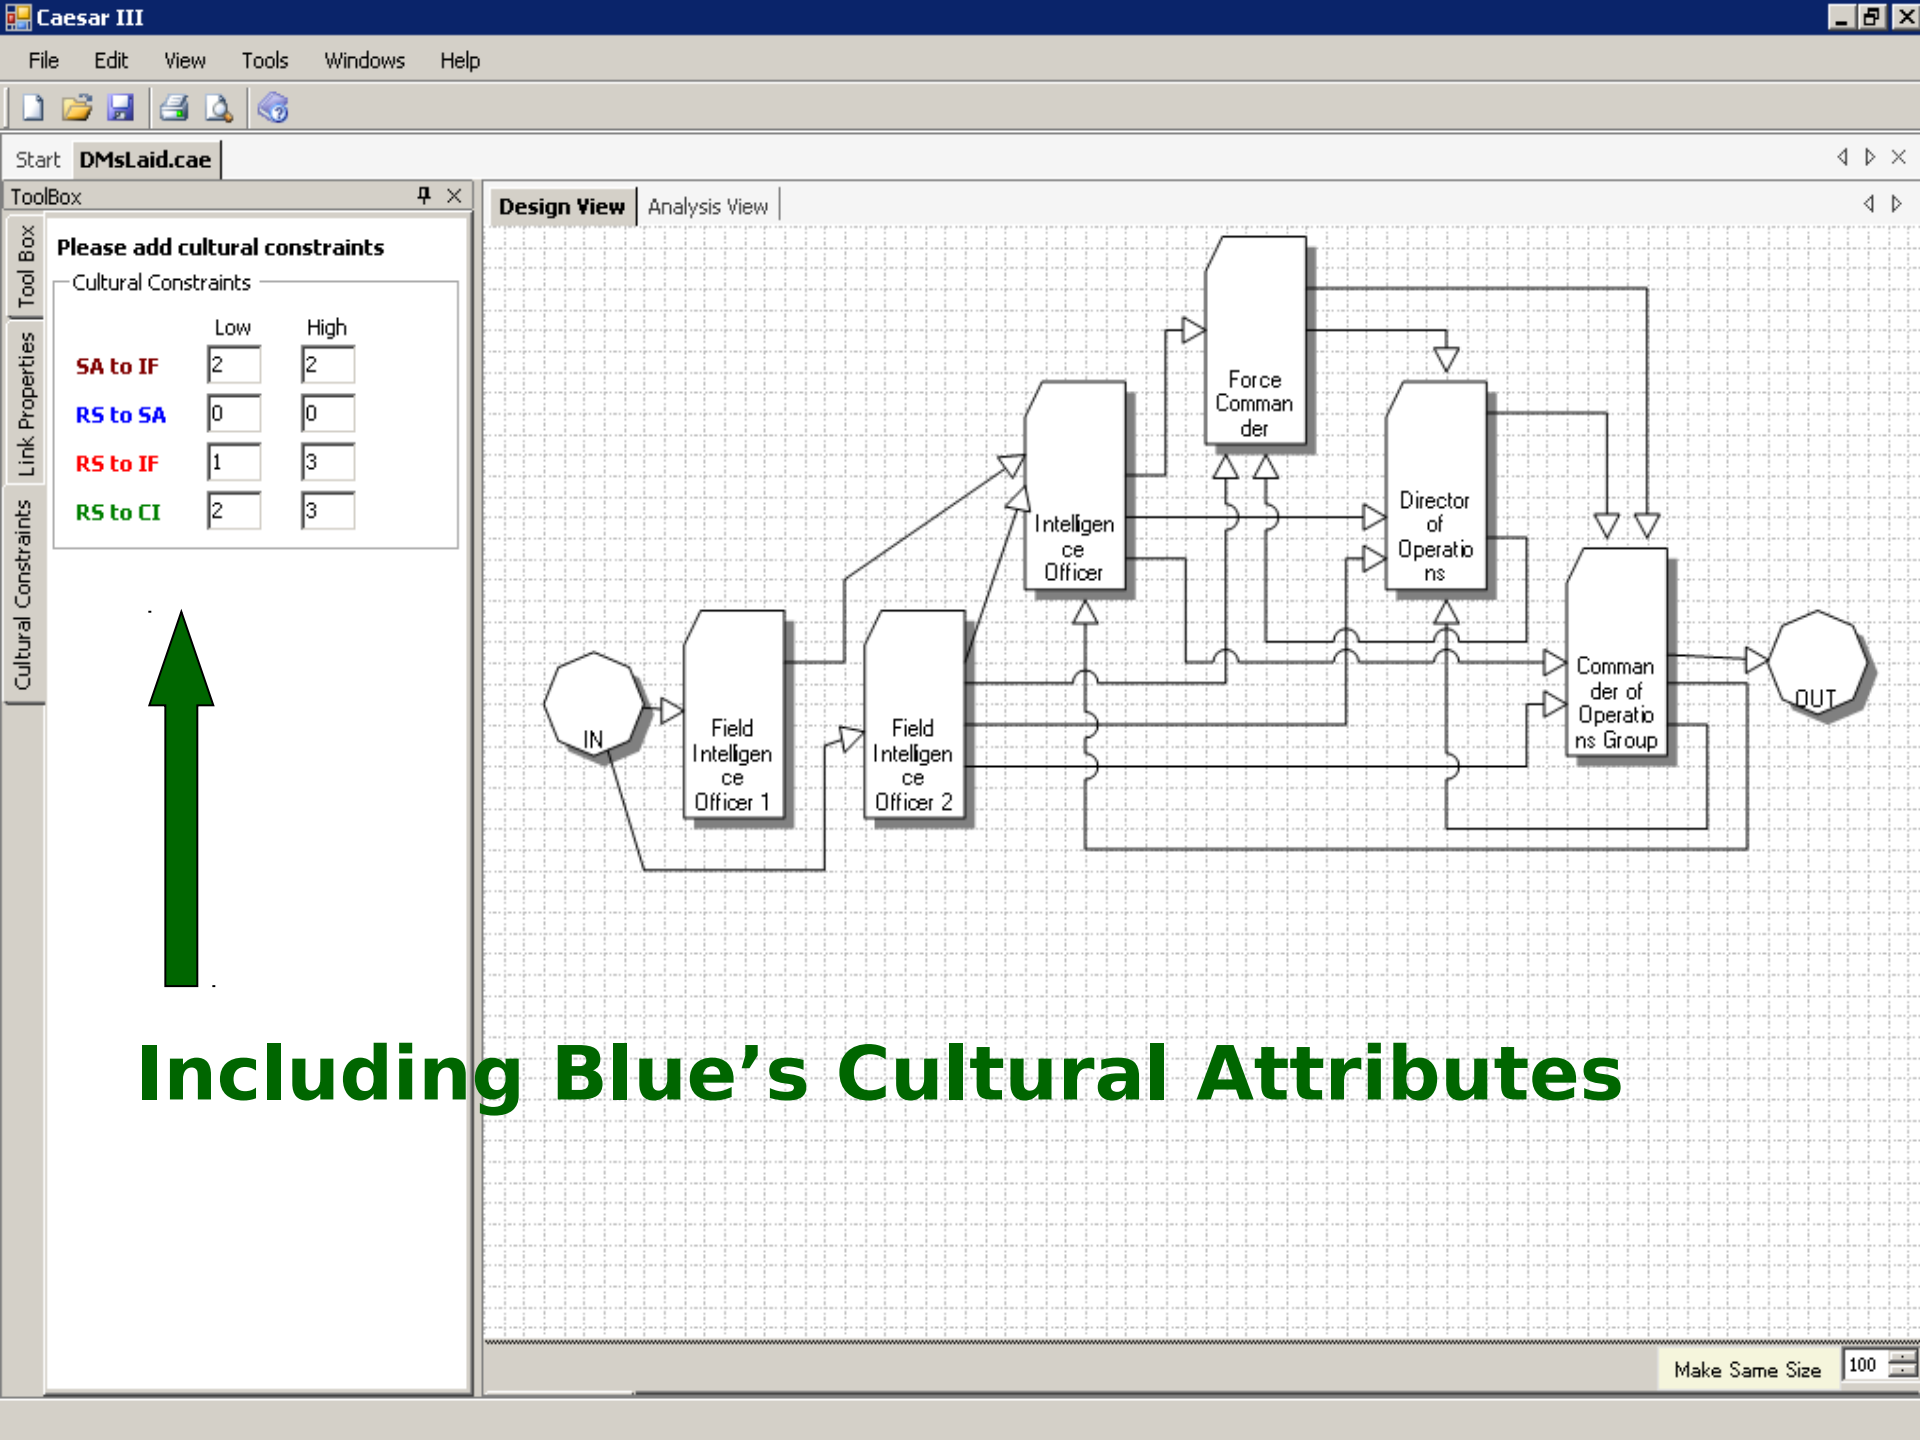 Caesar III
File Edit View Tools Windows Help
Start DMsLaid.cae
ToolBox
Tool Box
Link Properties
Cultural Constraints
Please add cultural constraints
Cultural Constraints
Low High
SA to IF 2 2
RS to SA 0 0
RS to IF 1 3
RS to CI 2 3
Design View Analysis View
IN
Field
Intelligen
ce
Officer 1
Field
Intelligen
ce
Officer 2
Intelligen
ce
Officer
Force
Comman
der
Director
of
Operatio
ns
Comman
der of
Operatio
ns Group
OUT
Including Blue’s Cultural Attributes
Make Same Size 100